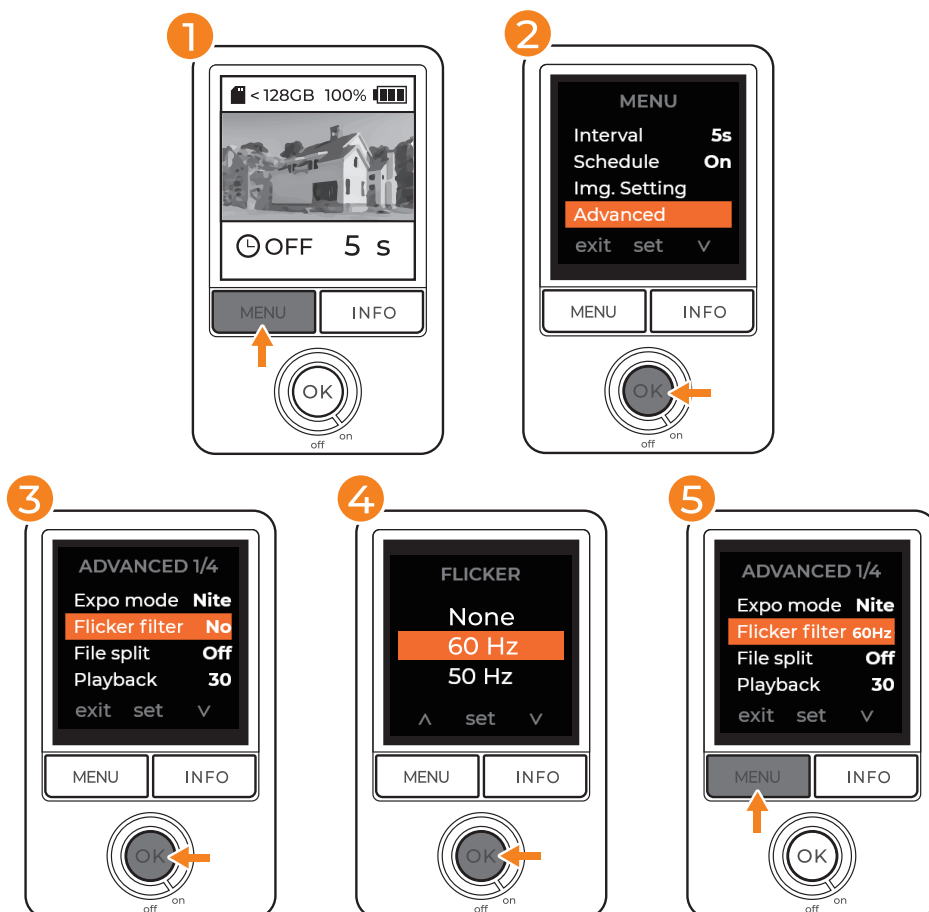 1
< 128GB 100%
OFF 5 s
MENU INFO
OK
off on
2
MENU
Interval 5s
Schedule On
Img. Setting
Advanced
exit set ∨
MENU INFO
OK
off on
3
ADVANCED 1/4
Expo mode Nite
Flicker filter No
File split Off
Playback 30
exit set ∨
MENU INFO
OK
off on
4
FLICKER
None
60 Hz
50 Hz
∧ set ∨
MENU INFO
OK
off on
5
ADVANCED 1/4
Expo mode Nite
Flicker filter 60Hz
File split Off
Playback 30
exit set ∨
MENU INFO
OK
off on